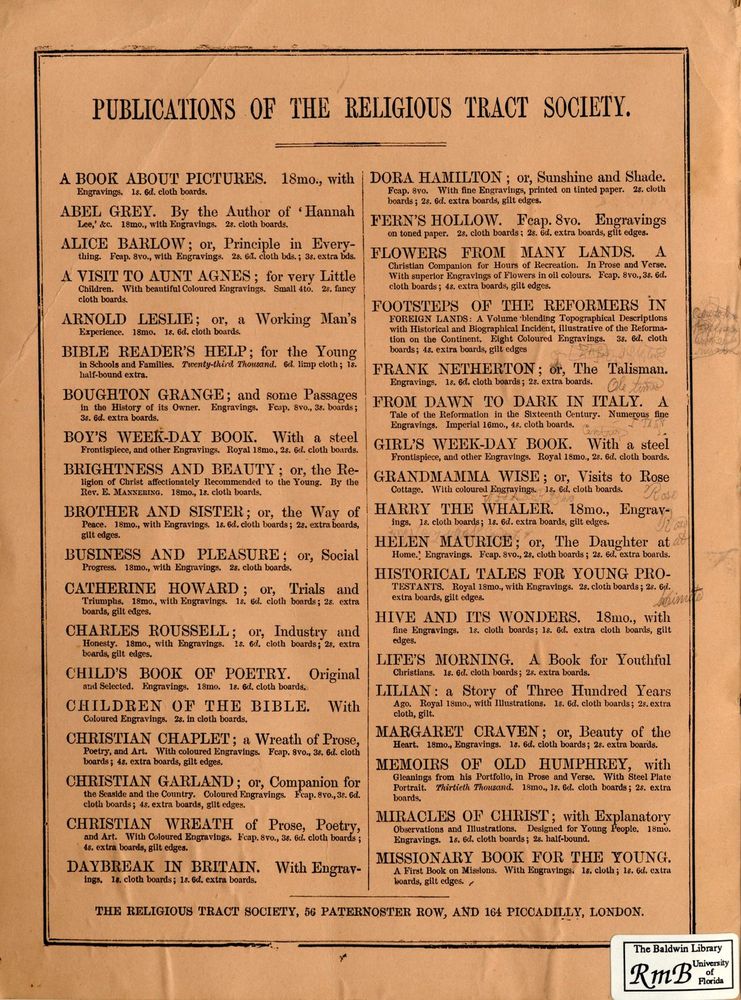 PUBLICATIONS OF THE RELIGIOUS TRACT SOCIETY.
A BOOK ABOUT PICTURES. 18mo., with
Engravings. 1s. 6d. cloth boards.
ABEL GREY. By the Author of ‘Hannah
Lee,’ &c. 18mo., with Engravings. 2s. cloth boards.
ALICE BARLOW; or, Principle in Every-
thing. Fcap. 8vo., with Engravings. 2s. 6d. cloth bds.; 3s. extra bds.
A VISIT TO AUNT AGNES; for very Little
Children. With beautiful Coloured Engravings. Small 4to. 2s. fancy
cloth boards.
ARNOLD LESLIE; or, a Working Man's
Experience. 18mo. 1s. 6d. cloth boards.
BIBLE READER'S HELP; for the Young
in Schools and Families. Twenty-third Thousand. 6d. limp cloth; 1s.
half-bound extra.
BOUGHTON GRANGE; and some Passages
in the History of its Owner. Engravings. Fcap. 8vo., 3s. boards;
3s. 6d. extra boards.
BOY'S WEEK-DAY BOOK. With a steel
Frontispiece, and other Engravings. Royal 18mo., 2s. 6d. cloth boards.
BRIGHTNESS AND BEAUTY; or, the Re-
ligion of Christ affectionately Recommended to the Young. By the
Rev. E. MANNERING. 18mo., 1s. cloth boards.
BROTHER AND SISTER; or, the Way of
Peace. 18mo., with Engravings. 1s. 6d. cloth boards; 2s. extra boards,
gilt edges.
BUSINESS AND PLEASURE; or, Social
Progress. 18mo., with Engravings. 2s. cloth boards.
CATHERINE HOWARD; or, Trials and
Triumphs. 18mo., with Engravings. 1s. 6d. cloth boards; 2s. extra
boards, gilt edges.
CHARLES ROUSSELL; or, Industry and
Honesty. 18mo., with Engravings. 1s. 6d. cloth boards; 2s. extra
boards, gilt edges.
CHILD'S BOOK OF POETRY. Original
and Selected. Engravings. 18mo. 1s. 6d. cloth boards.
CHILDREN OF THE BIBLE. With
Coloured Engravings. 2s. in cloth boards.
CHRISTIAN CHAPLET; a Wreath of Prose,
Poetry, and Art. With coloured Engravings. Fcap. 8vo., 3s. 6d. cloth
boards; 4s. extra boards, gilt edges.
CHRISTIAN GARLAND; or, Companion for
the Seaside and the Country. Coloured Engravings. Fcap. 8vo., 3s. 6d.
cloth boards; 4s. extra boards, gilt edges.
CHRISTIAN WREATH of Prose, Poetry,
and Art. With Coloured Engravings. Fcap. 8vo., 3s. 6d. cloth boards;
4s. extra boards, gilt edges.
DAYBREAK IN BRITAIN. With Engrav-
ings. 1s. cloth boards; 1s. 6d. extra boards.
DORA HAMILTON; or, Sunshine and Shade.
Fcap. 8vo. With fine Engravings, printed on tinted paper. 2s. cloth
boards; 2s. 6d. extra boards, gilt edges.
FERN'S HOLLOW. Fcap. 8vo. Engravings
on toned paper. 2s. cloth boards; 2s. 6d. extra boards, gilt edges.
FLOWERS FROM MANY LANDS. A
Christian Companion for Hours of Recreation. In Prose and Verse.
With superior Engravings of Flowers in oil colours. Fcap. 8vo., 3s. 6d.
cloth boards; 4s. extra boards, gilt edges.
FOOTSTEPS OF THE REFORMERS IN
FOREIGN LANDS: A Volume blending Topographical Descriptions
with Historical and Biographical Incident, illustrative of the Reforma-
tion on the Continent. Eight Coloured Engravings. 3s. 6d. cloth
boards; 4s. extra boards, gilt edges
FRANK NETHERTON; or, The Talisman.
Engravings. 1s. 6d. cloth boards; 2s. extra boards.
FROM DAWN TO DARK IN ITALY. A
Tale of the Reformation in the Sixteenth Century. Numerous fine
Engravings. Imperial 16mo., 4s. cloth boards.
GIRL'S WEEK-DAY BOOK. With a steel
Frontispiece, and other Engravings. Royal 18mo., 2s. 6d. cloth boards.
GRANDMAMMA WISE; or, Visits to Rose
Cottage. With coloured Engravings. 1s. 6d. cloth boards.
Rose
HARRY THE WHALER. 18mo., Engrav-
ings. 1s. cloth boards; 1s. 6d. extra boards, gilt edges.
HELEN MAURICE; or, The Daughter at
Home. Engravings. Fcap. 8vo., 2s. cloth boards; 2s. 6d. extra boards.
HISTORICAL TALES FOR YOUNG PRO-
TESTANTS. Royal 18mo., with Engravings. 2s. cloth boards; 2s. 6d.
extra boards, gilt edges.
HIVE AND ITS WONDERS. 18mo., with
fine Engravings. 1s. cloth boards; 1s. 6d. extra cloth boards, gilt
edges.
LIFE'S MORNING. A Book for Youthful
Christians. 1s. 6d. cloth boards; 2s. extra boards.
LILIAN: a Story of Three Hundred Years
Ago. Royal 18mo., with Illustrations. 1s. 6d. cloth boards; 2s. extra
cloth, gilt.
MARGARET CRAVEN; or, Beauty of the
Heart. 18mo., Engravings. 1s. 6d. cloth boards; 2s. extra boards.
MEMOIRS OF OLD HUMPHREY, with
Gleanings from his Portfolio, in Prose and Verse. With Steel Plate
Portrait. Thirtieth Thousand. 18mo., 1s. 6d. cloth boards; 2s. extra
boards.
MIRACLES OF CHRIST; with Explanatory
Observations and Illustrations. Designed for Young People. 18mo.
Engravings. 1s. 6d. cloth boards; 2s. half-bound.
MISSIONARY BOOK FOR THE YOUNG.
A First Book on Missions. With Engravings. 1s. cloth; 1s. 6d. extra
boards, gilt edges.
THE RELIGIOUS TRACT SOCIETY, 56 PATERNOSTER ROW, AND 164 PICCADILLY, LONDON.
The Baldwin Library
RmB University
of
Florida